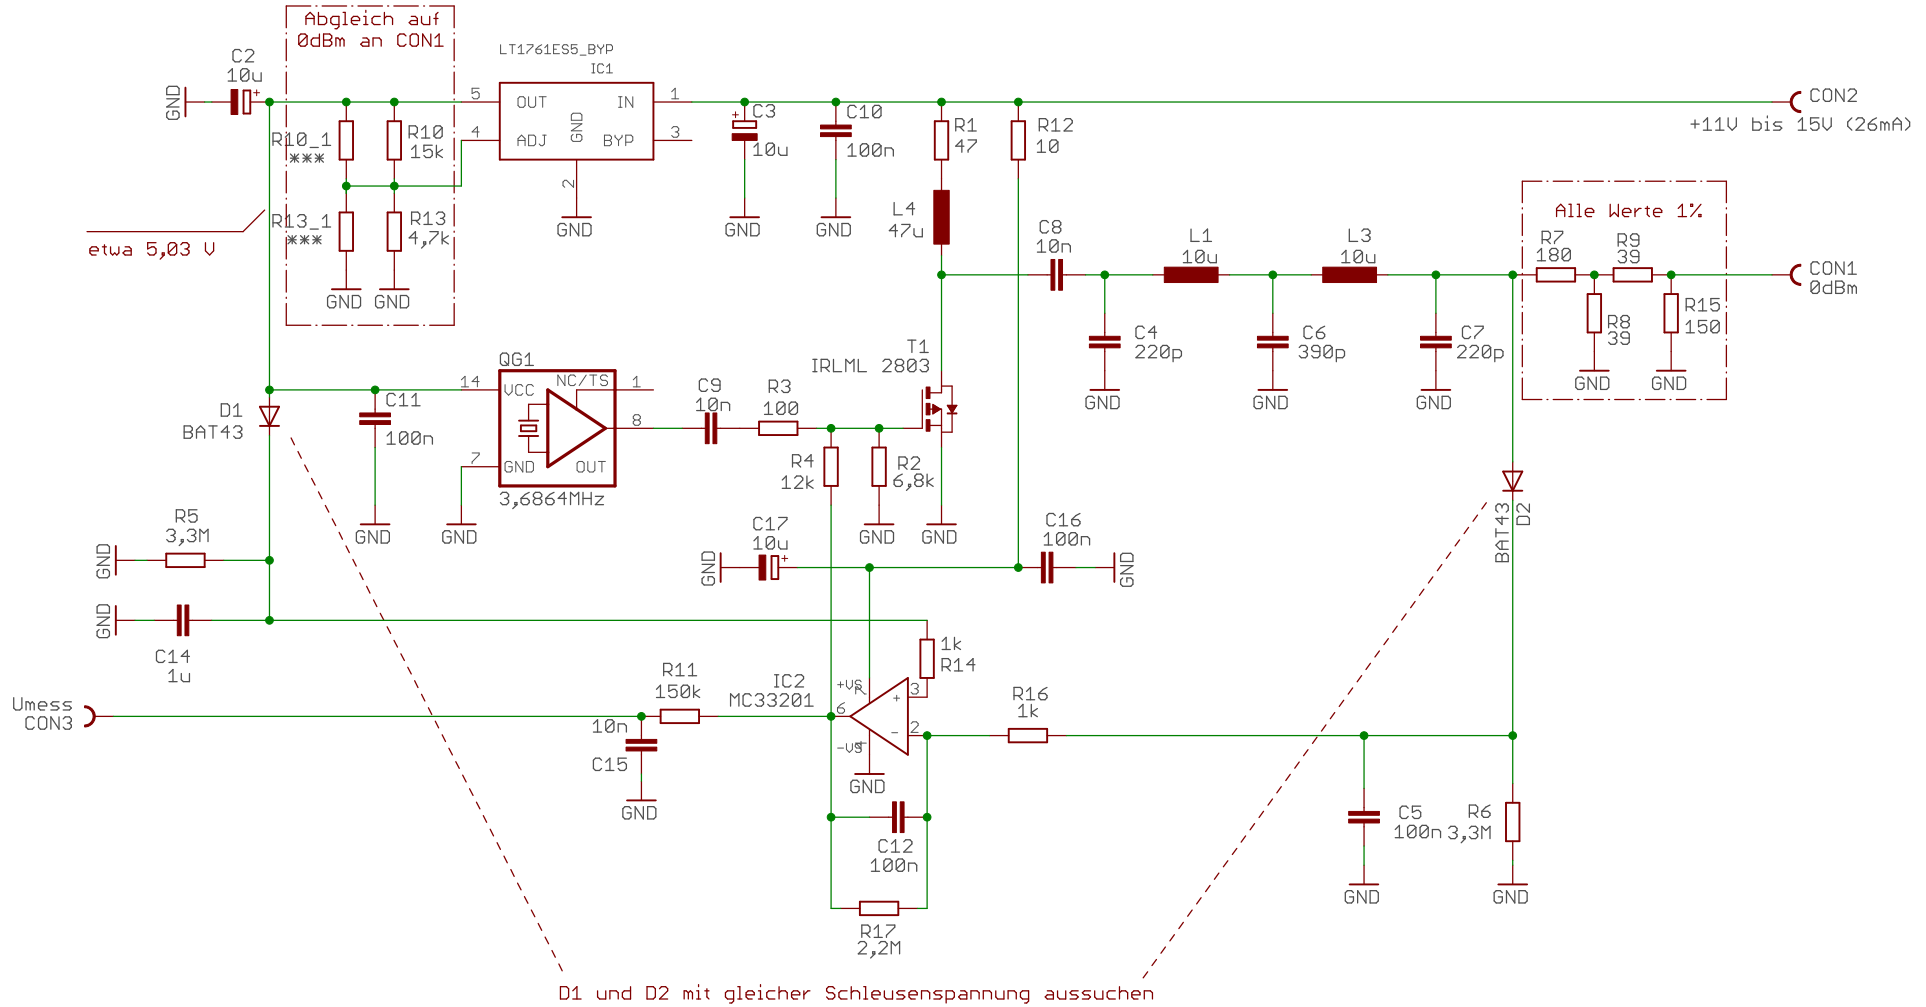 Abgleich auf
0dBm an CON1
LT1761ES5_BYP
IC1
C2
10u
+
GND
5
OUT
IN
1
4
ADJ
GND
BYP
3
2
GND
R10_1
***
R10
15k
R13_1
***
R13
4,7k
GND
GND
etwa 5,03 V
+
C3
10u
GND
C10
100n
GND
R1
47
R12
10
CON2
+11V bis 15V (26mA)
L4
47u
C8
10n
L1
10u
L3
10u
Alle Werte 1%
R7
180
R9
39
CON1
0dBm
R8
39
R15
150
GND
GND
C4
220p
GND
C6
390p
GND
C7
220p
GND
T1
IRLML 2803
QG1
14
VCC
NC/TS
1
8
7
GND
OUT
3,6864MHz
GND
C11
100n
GND
D1
BAT43
C9
10n
R3
100
R4
12k
R2
6,8k
GND
GND
BAT43
D2
R5
3,3M
GND
C17
10u
+
GND
C16
100n
GND
GND
C14
1u
1k
R14
Umess
CON3
R11
150k
IC2
MC33201
+VS
7
3
+
6
2
-
-VS
4
GND
R16
1k
10n
C15
GND
C12
100n
R17
2,2M
C5
100n
GND
R6
3,3M
GND
D1 und D2 mit gleicher Schleusenspannung aussuchen